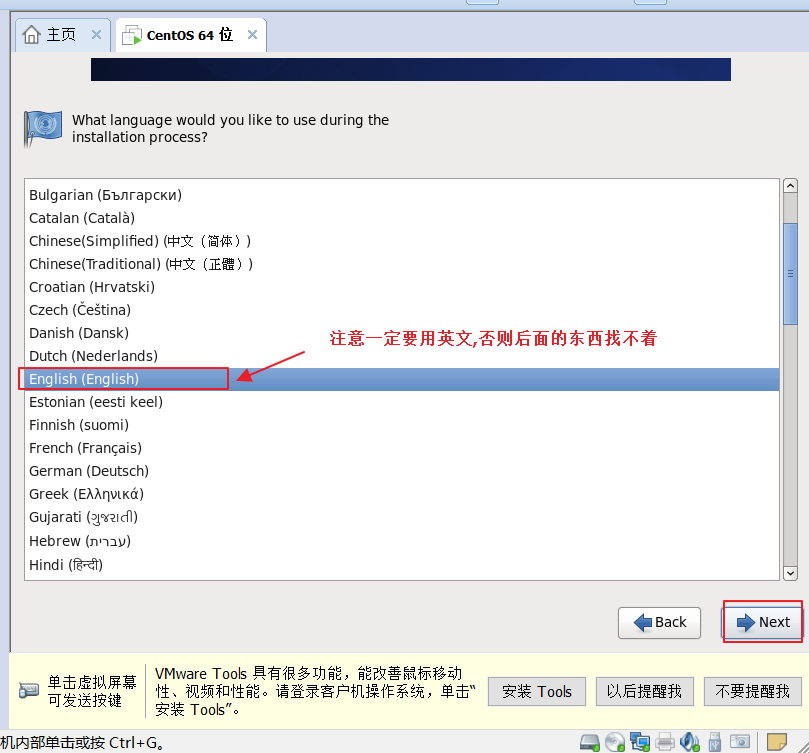 主页
CentOS 64 位
What language would you like to use during the
installation process?
Bulgarian (Български)
Catalan (Català)
Chinese(Simplified) (中文（简体）)
Chinese(Traditional) (中文（正體）)
Croatian (Hrvatski)
Czech (Čeština)
Danish (Dansk)
Dutch (Nederlands)
注意一定要用英文,否则后面的东西找不着
English (English)
Estonian (eesti keel)
Finnish (suomi)
French (Français)
German (Deutsch)
Greek (Ελληνικά)
Gujarati (ગુજરાતી)
Hebrew (עברית)
Hindi (हिन्दी)
Back
Next
单击虚拟屏幕
可发送按键
VMware Tools 具有很多功能，能改善鼠标移动
性、视频和性能。请登录客户机操作系统，单击“
安装 Tools”。
安装 Tools
以后提醒我
不要提醒我
机内部单击或按 Ctrl+G。